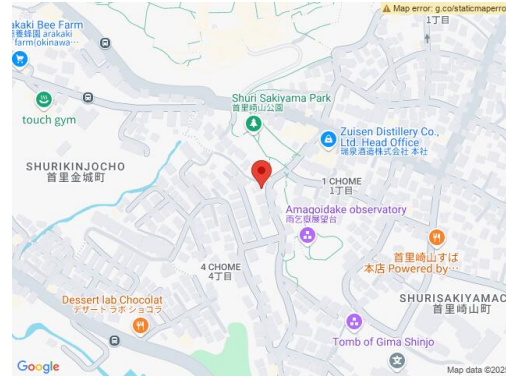 Map error: g.co/staticmaperro
1丁目
akaki Bee Farm
養蜂園 arakaki
farm(okinawa…
touch gym
Shuri Sakiyama Park
首里崎山公園
Zuisen Distillery Co.,
Ltd. Head Office
瑞泉酒造株式会社 本社
SHURIKINJOCHO
首里金城町
1 CHOME
1丁目
Amagoidake observatory
雨乞嶽展望台
首里崎山すば
本店 Powered by…
4 CHOME
4丁目
Dessert lab Chocolat
デザート ラボ ショコラ
SHURISAKIYAMAC
首里崎山町
Tomb of Gima Shinjo
Google
Map data ©2025